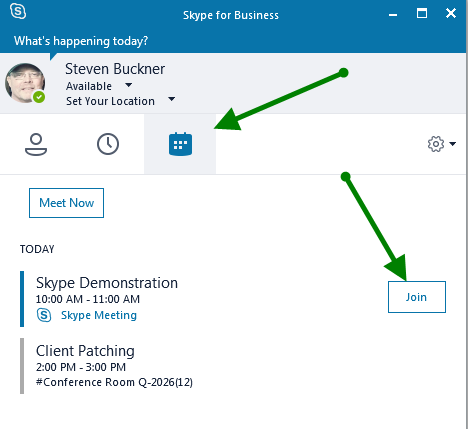 Skype for Business
What's happening today?
Steven Buckner
Available
Set Your Location
Meet Now
TODAY
Skype Demonstration
10:00 AM - 11:00 AM
Join
Skype Meeting
Client Patching
2:00 PM - 3:00 PM
#Conference Room Q-2026(12)